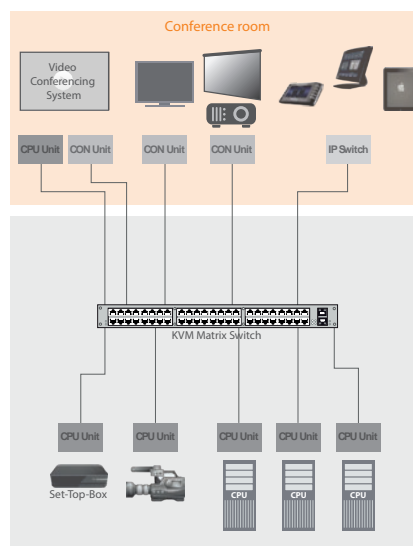 Conference room
Video
Conferencing
System
CPU Unit
CON Unit
CON Unit
CON Unit
IP Switch
KVM Matrix Switch
CPU Unit
CPU Unit
CPU Unit
CPU Unit
CPU Unit
Set-Top-Box
CPU
CPU
CPU